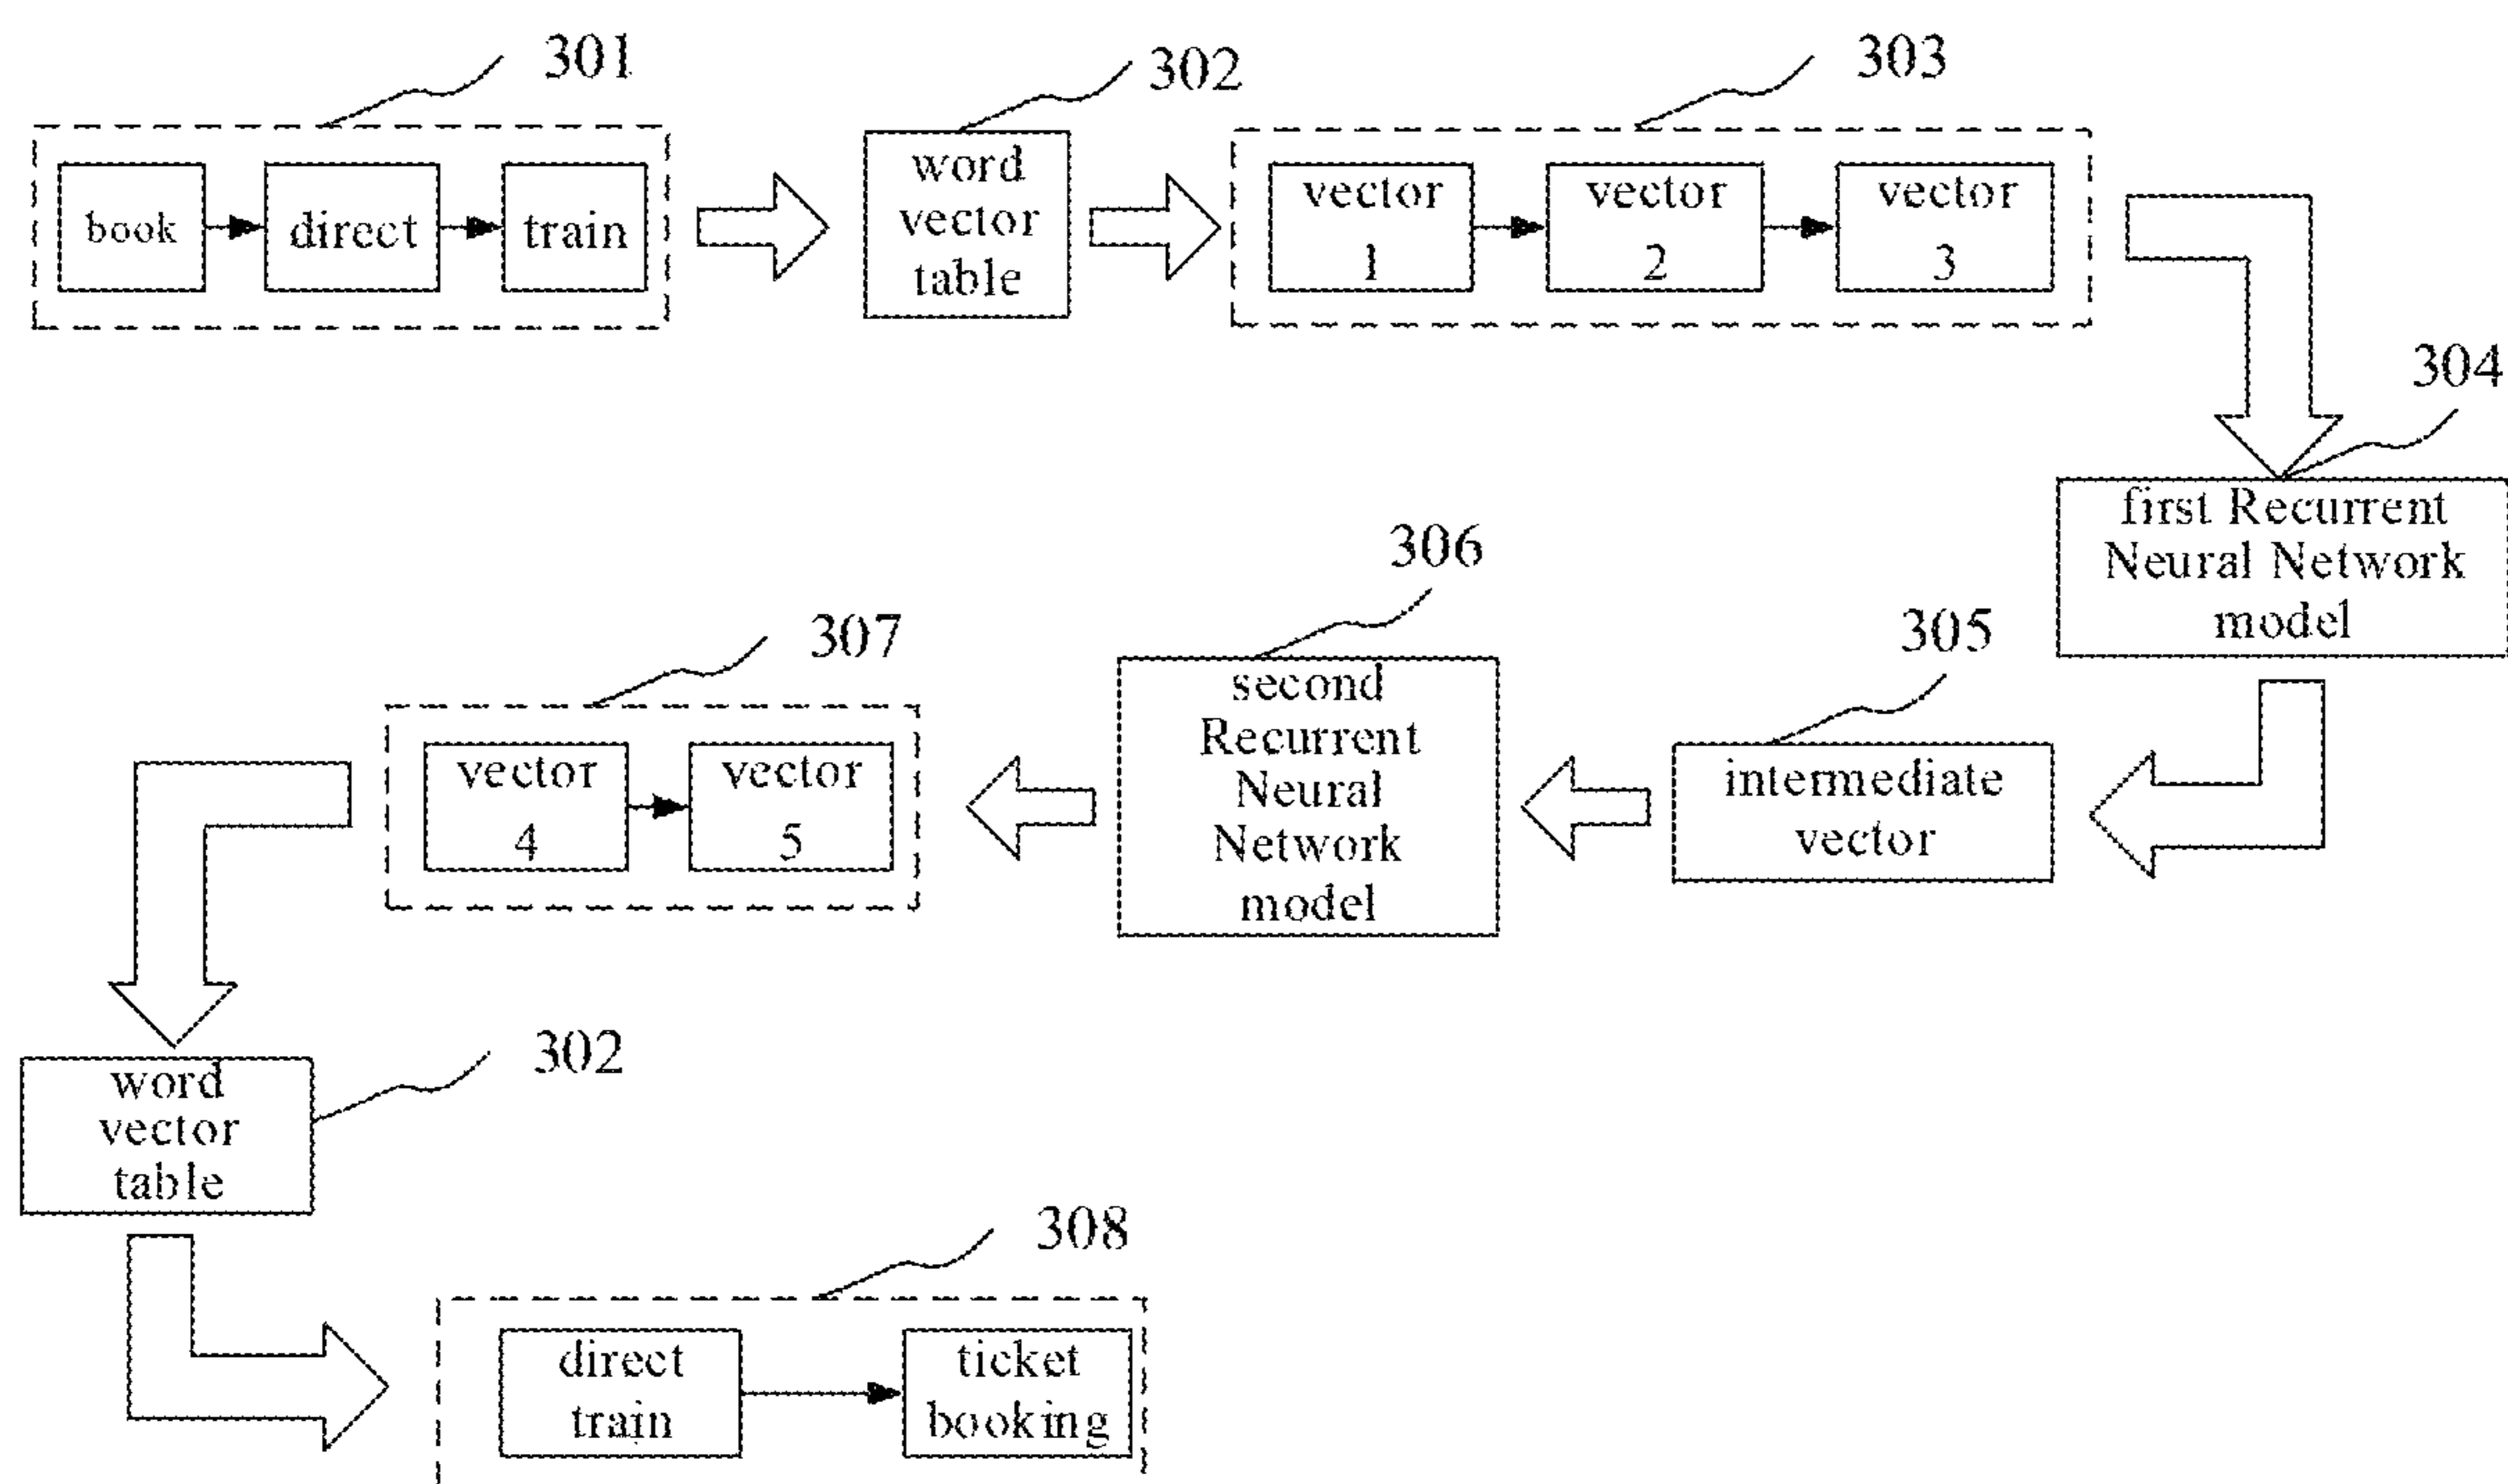 301
302
303
book
direct
train
word
vector
table
vector
1
vector
2
vector
3
304
first Recurrent
Neural Network
model
305
intermediate
vector
306
second
Recurrent
Neural
Network
model
307
vector
4
vector
5
302
word
vector
table
308
direct
train
ticket
booking